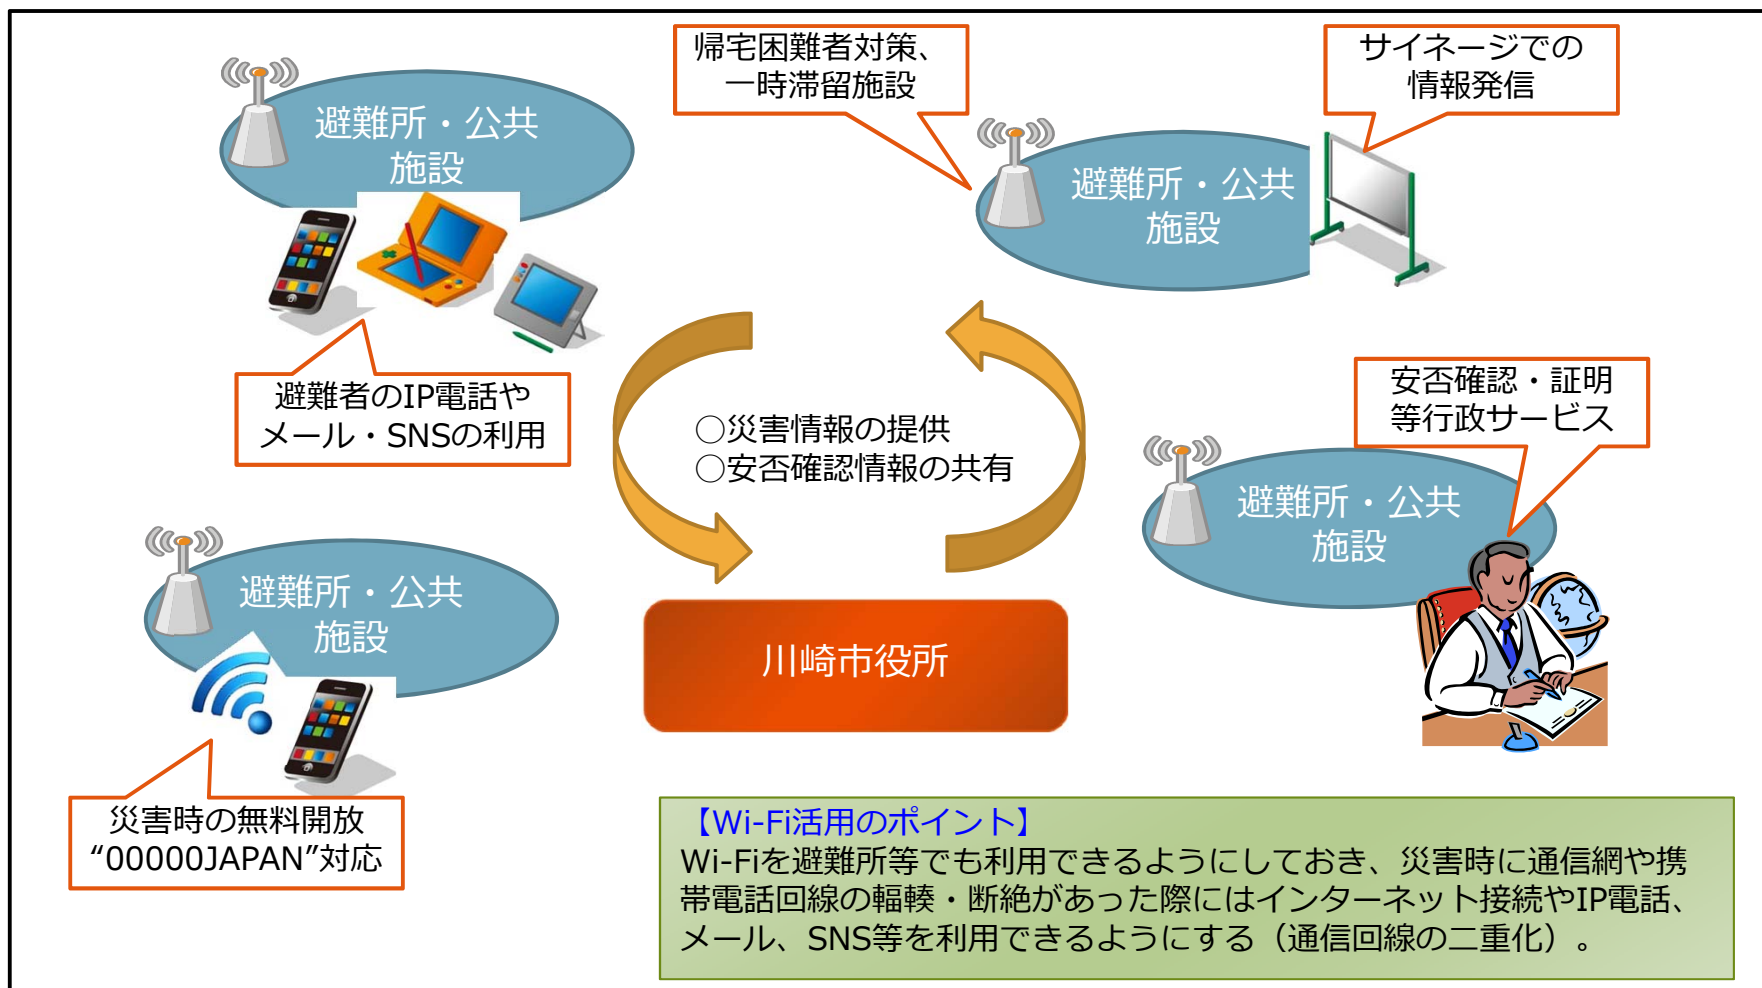 避難所・公共
施設
帰宅困難者対策、
一時滞留施設
サイネージでの
情報発信
避難所・公共
施設
避難者のIP電話や
メール・SNSの利用
○災害情報の提供
○安否確認情報の共有
安否確認・証明
等行政サービス
避難所・公共
施設
避難所・公共
施設
川崎市役所
災害時の無料開放
“00000JAPAN”対応
【Wi-Fi活用のポイント】
Wi-Fiを避難所等でも利用できるようにしておき、災害時に通信網や携
帯電話回線の輻輳・断絶があった際にはインターネット接続やIP電話、
メール、SNS等を利用できるようにする（通信回線の二重化）。